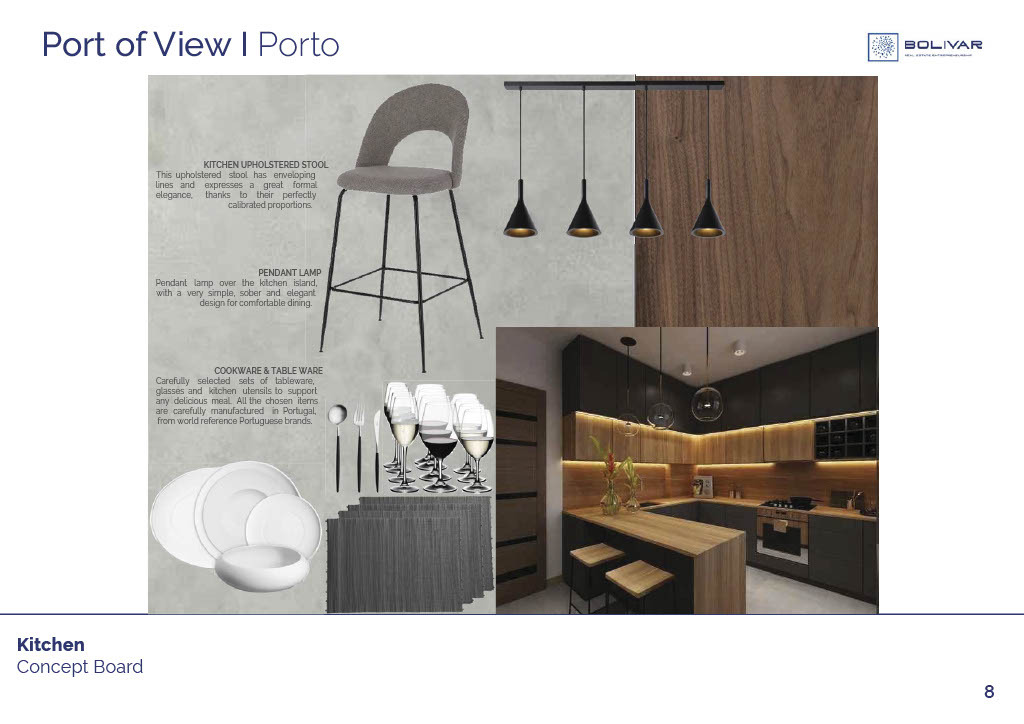 Port of View I Porto
BOLIVAR
REAL ESTATE ENTREPRENEURSHIP
KITCHEN UPHOLSTERED STOOL
This upholstered stool has enveloping
lines and expresses a great formal
elegance, thanks to their perfectly
calibrated proportions.
PENDANT LAMP
Pendant lamp over the kitchen island,
with a very simple, sober and elegant
design for comfortable dining.
COOKWARE & TABLE WARE
Carefully selected sets of tableware,
glasses and kitchen utensils to support
any delicious meal. All the chosen items
are carefully manufactured in Portugal,
from world reference Portuguese brands.
Kitchen
Concept Board
8